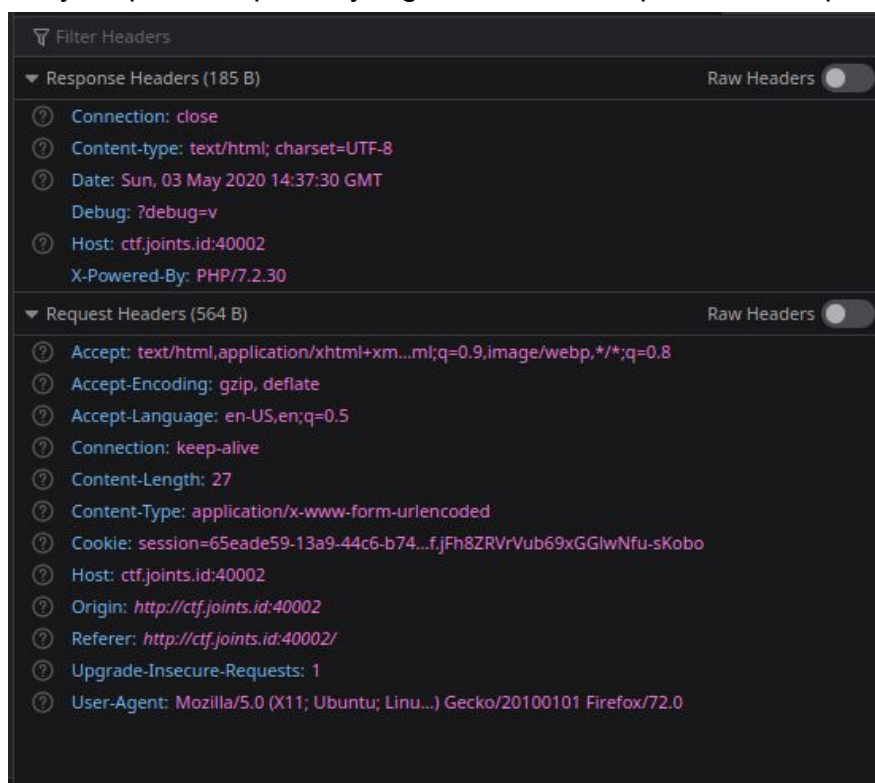 Filter Headers
Response Headers (185 B) Raw Headers
Connection: close
Content-type: text/html; charset=UTF-8
Date: Sun, 03 May 2020 14:37:30 GMT
Debug: ?debug=v
Host: ctf.joints.id:40002
X-Powered-By: PHP/7.2.30
Request Headers (564 B) Raw Headers
Accept: text/html,application/xhtml+xm...ml;q=0.9,image/webp,*/*;q=0.8
Accept-Encoding: gzip, deflate
Accept-Language: en-US,en;q=0.5
Connection: keep-alive
Content-Length: 27
Content-Type: application/x-www-form-urlencoded
Cookie: session=65eade59-13a9-44c6-b74...f.jFh8ZRVrVub69xGGlwNfu-sKobo
Host: ctf.joints.id:40002
Origin: http://ctf.joints.id:40002
Referer: http://ctf.joints.id:40002/
Upgrade-Insecure-Requests: 1
User-Agent: Mozilla/5.0 (X11; Ubuntu; Linu...) Gecko/20100101 Firefox/72.0